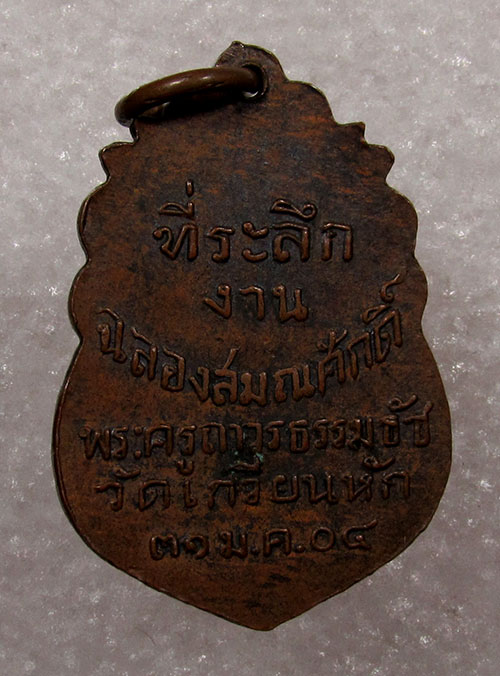 ที่ระลึก
งาน
ฉลองสมณศักดิ์
พระครูถาวรธรรมธัช
วัดเกวียนหัก
๓๑ ม.ค.๐๔